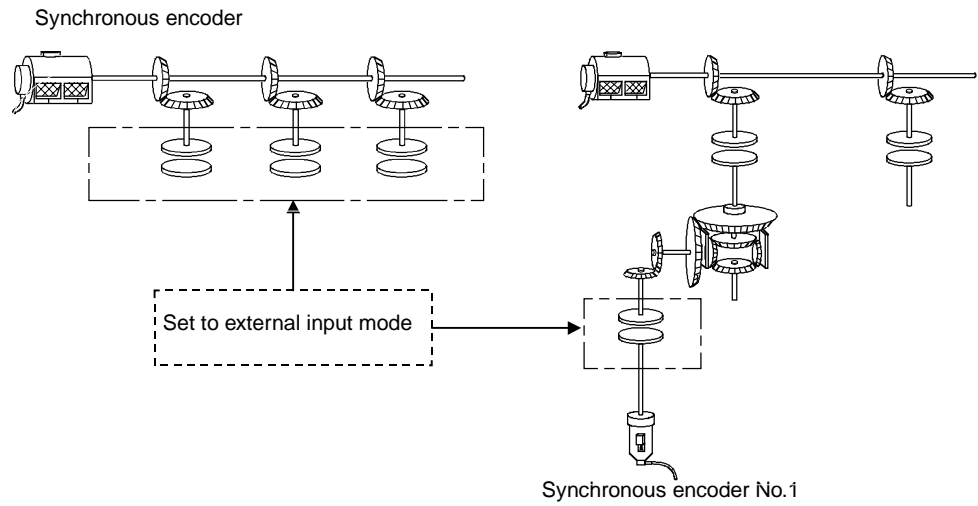 Synchronous encoder
Set to external input mode
Synchronous encoder No.1